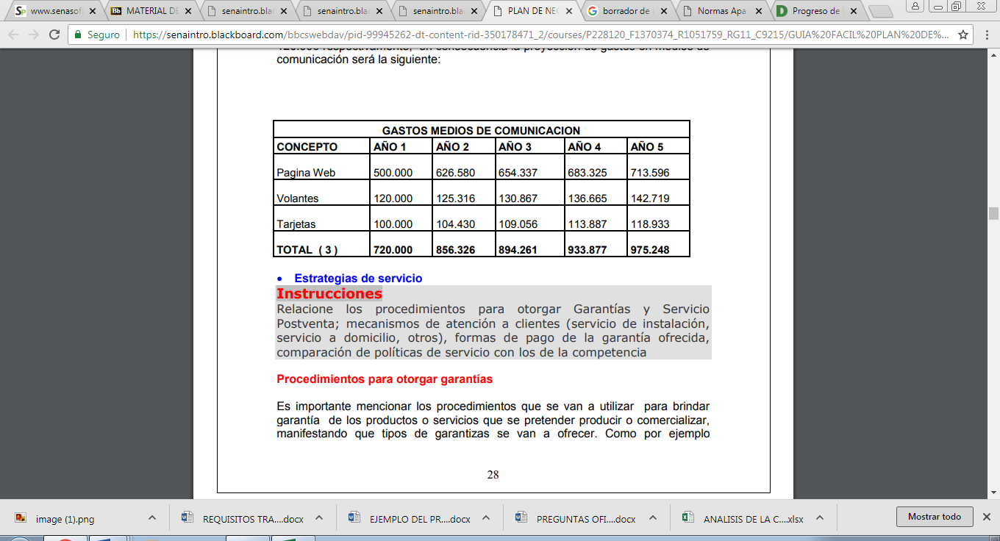 www.senasof
Bb MATERIAL DE
senaintro.bla
senaintro.bla
senaintro.bla
PLAN DE NEG
borrador de
Normas Apa
Progreso de
Seguro https://senaintro.blackboard.com/bbcswebdav/pid-99945262-dt-content-rid-350178471_2/courses/P228120_F1370374_R1051759_RG11_C9215/GUIA%20FACIL%20PLAN%20DE%...
120.000 respectivamente, en consecuencia la proyección de gastos en medios de
comunicación será la siguiente:
GASTOS MEDIOS DE COMUNICACION
CONCEPTO AÑO 1 AÑO 2 AÑO 3 AÑO 4 AÑO 5
Pagina Web 500.000 626.580 654.337 683.325 713.596
Volantes 120.000 125.316 130.867 136.665 142.719
Tarjetas 100.000 104.430 109.056 113.887 118.933
TOTAL ( 3 ) 720.000 856.326 894.261 933.877 975.248
• Estrategias de servicio
Instrucciones
Relacione los procedimientos para otorgar Garantías y Servicio
Postventa; mecanismos de atención a clientes (servicio de instalación,
servicio a domicilio, otros), formas de pago de la garantía ofrecida,
comparación de políticas de servicio con los de la competencia
Procedimientos para otorgar garantías
Es importante mencionar los procedimientos que se van a utilizar para brindar
garantía de los productos o servicios que se pretender producir o comercializar,
manifestando que tipos de garantizas se van a ofrecer. Como por ejemplo
28
image (1).png
REQUISITOS TRA....docx
EJEMPLO DEL PR....docx
PREGUNTAS OFI....docx
ANALISIS DE LA C....xlsx
Mostrar todo